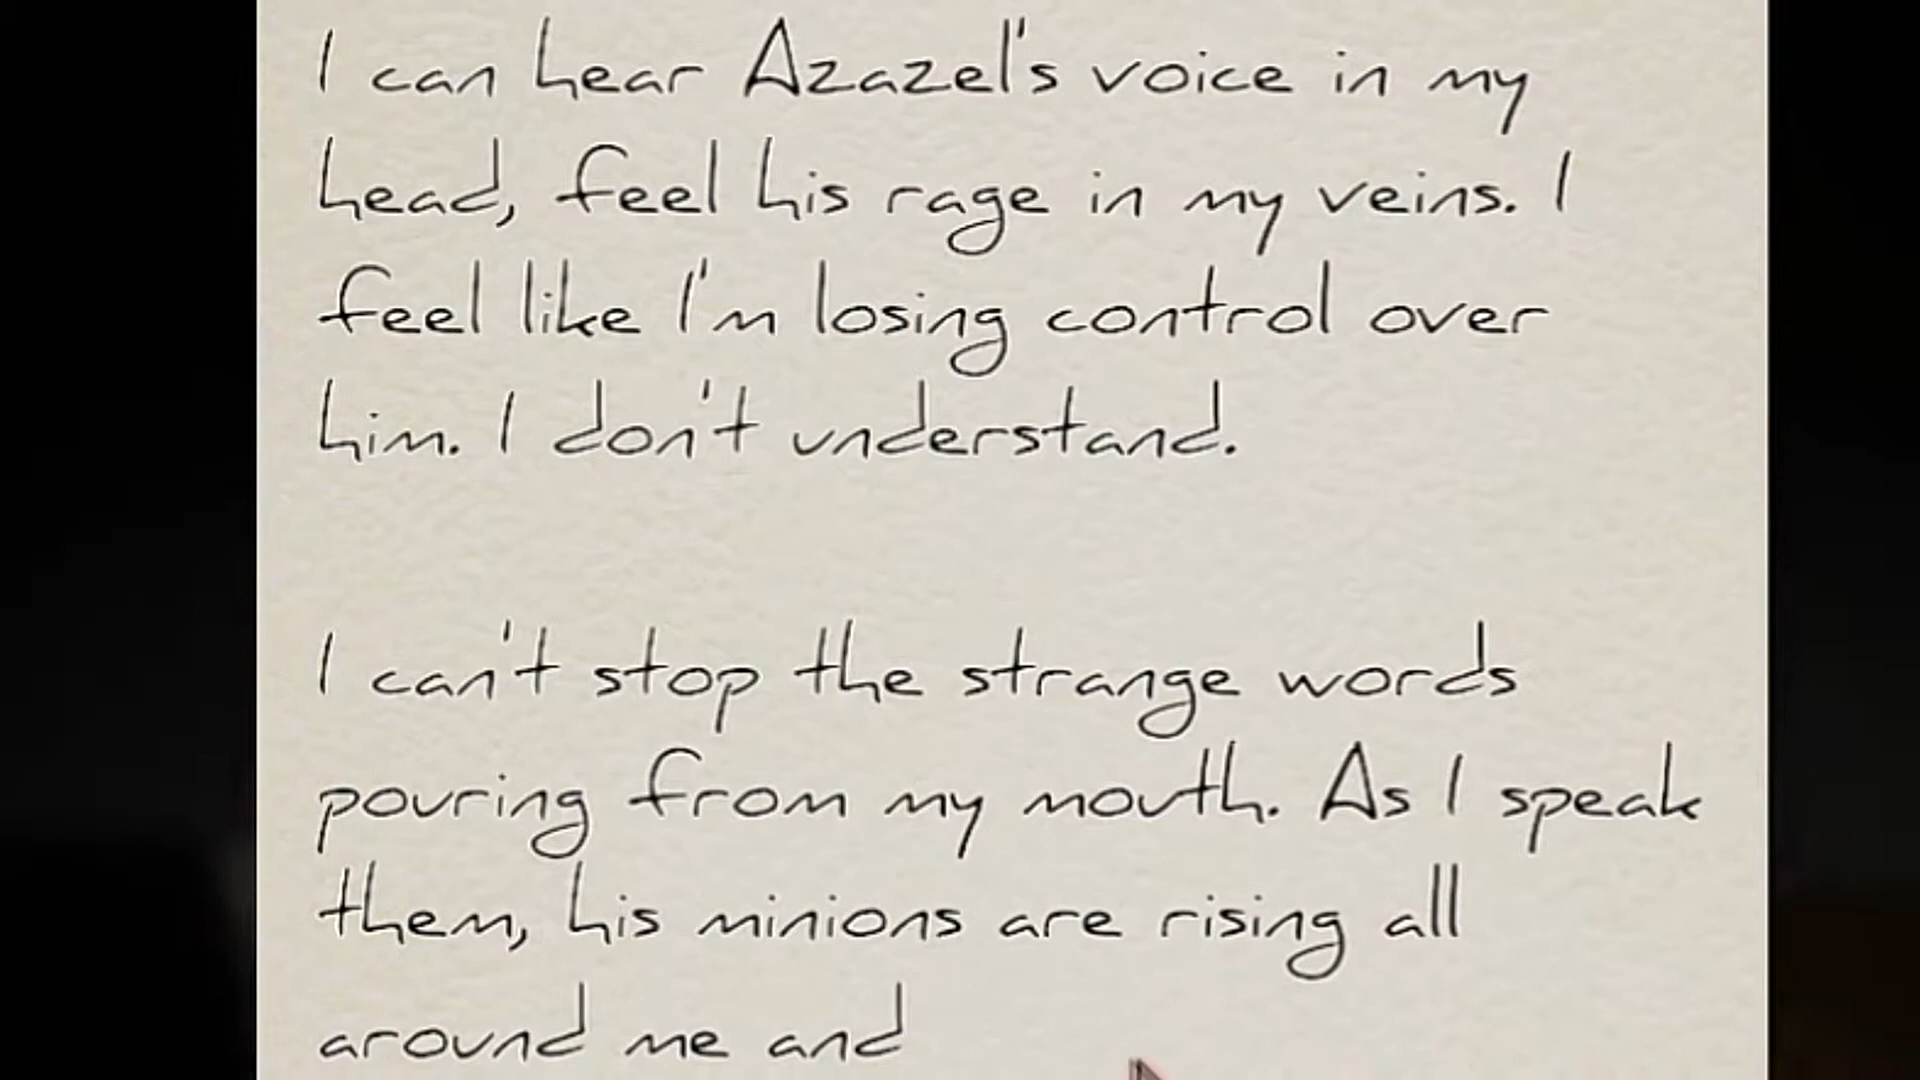 I can hear Azazel's voice in my
head, feel his rage in my veins. I
feel like I'm losing control over
him. I don't understand.
I can't stop the strange words
pouring from my mouth. As I speak
them, his minions are rising all
around me and